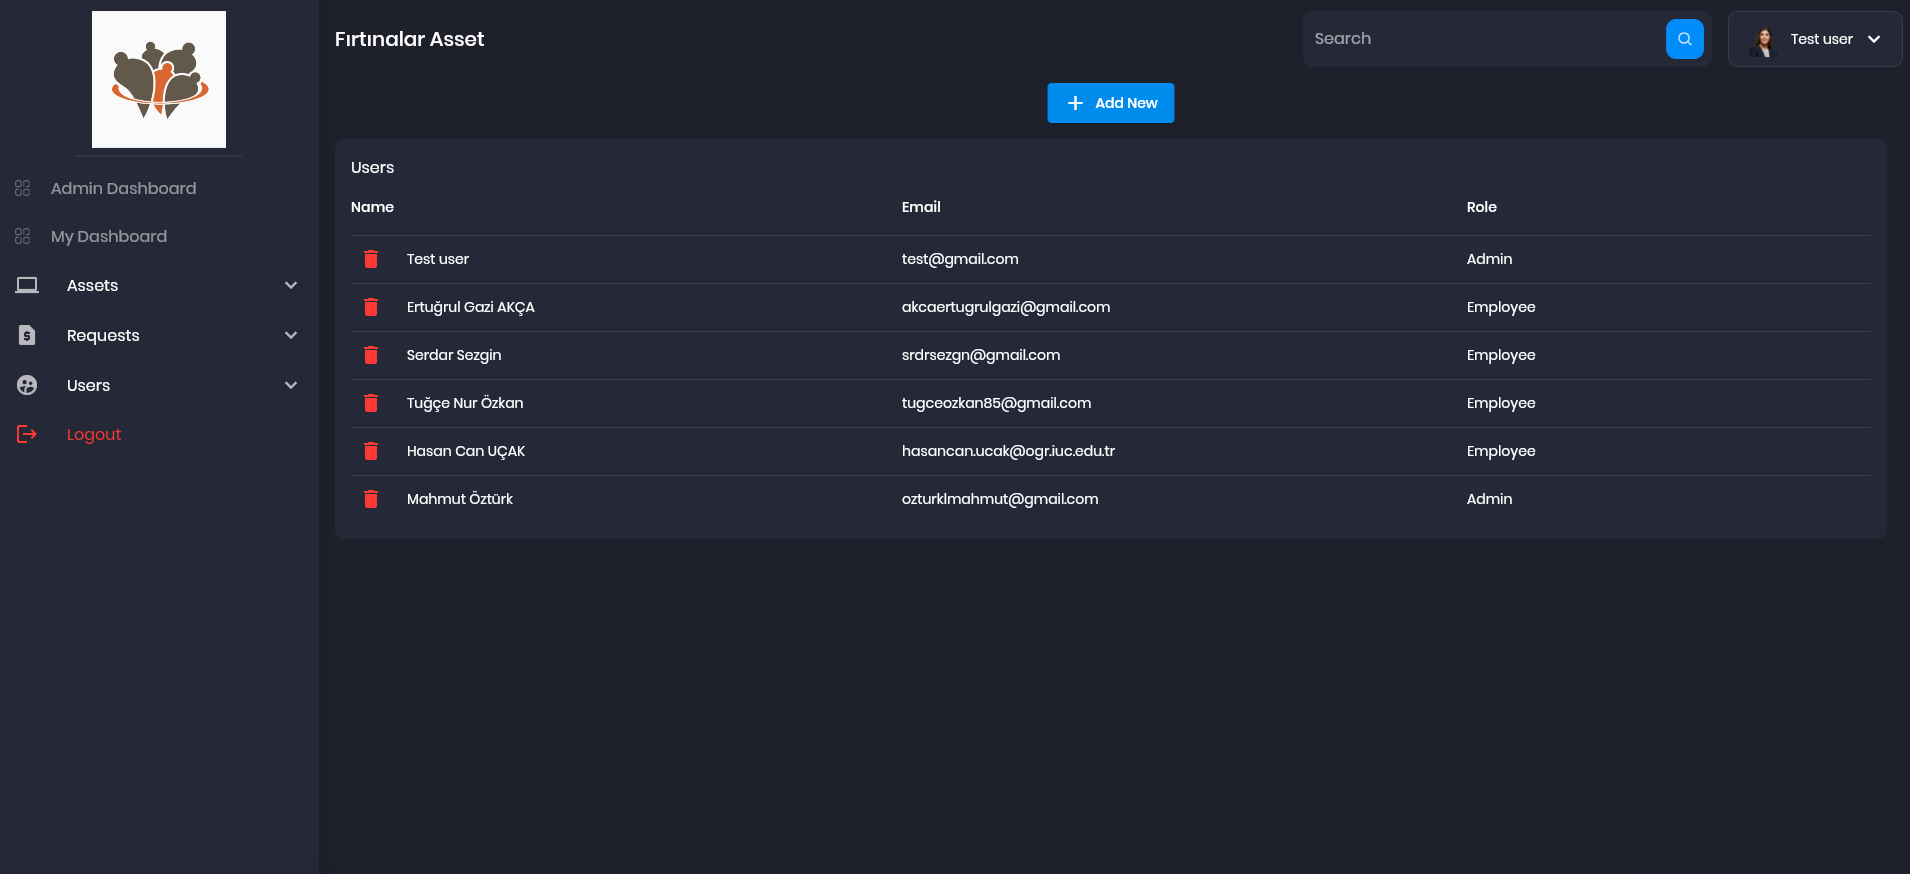 Fırtınalar Asset
Search
Test user
Add New
Admin Dashboard
My Dashboard
Assets
Requests
Users
Logout
Users
Name Email Role
Test user test@gmail.com Admin
Ertuğrul Gazi AKÇA akcaertugrulgazi@gmail.com Employee
Serdar Sezgin srdrsezgn@gmail.com Employee
Tuğçe Nur Özkan tugceozkan85@gmail.com Employee
Hasan Can UÇAK hasancan.ucak@ogr.iuc.edu.tr Employee
Mahmut Öztürk ozturklmahmut@gmail.com Admin